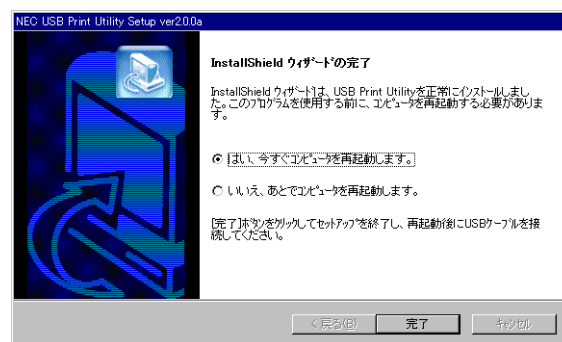 NEC USB Print Utility Setup ver2.0.0a
InstallShield ｳｨｻﾞｰﾄﾞの完了
InstallShield ｳｨｻﾞｰﾄﾞは、USB Print Utilityを正常にｲﾝｽﾄｰﾙしまし
た。このﾌﾟﾛｸﾞﾗﾑを使用する前に、ｺﾝﾋﾟｭｰﾀを再起動する必要がありま
す。
はい、今すぐｺﾝﾋﾟｭｰﾀを再起動します。
いいえ、あとでｺﾝﾋﾟｭｰﾀを再起動します。
[完了]ﾎﾞﾀﾝをｸﾘｯｸしてｾｯﾄｱｯﾌﾟを終了し、再起動後にUSBｹｰﾌﾞﾙを接
続してください。
< 戻る(B)
完了
ｷｬﾝｾﾙ